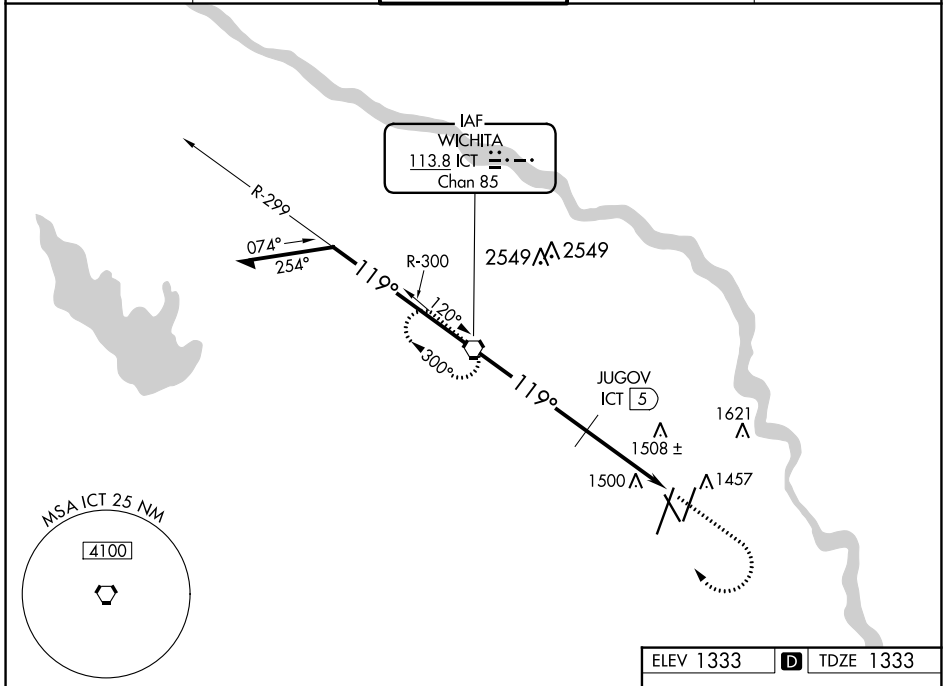 IAF
WICHITA
113.8 ICT
Chan 85
R-299
074°
254°
119°
R-300
120°
300°
2549
2549
119°
JUGOV
ICT 5
1621
1508 ±
1500
1457
MSA ICT 25 NM
4100
ELEV 1333 D TDZE 1333